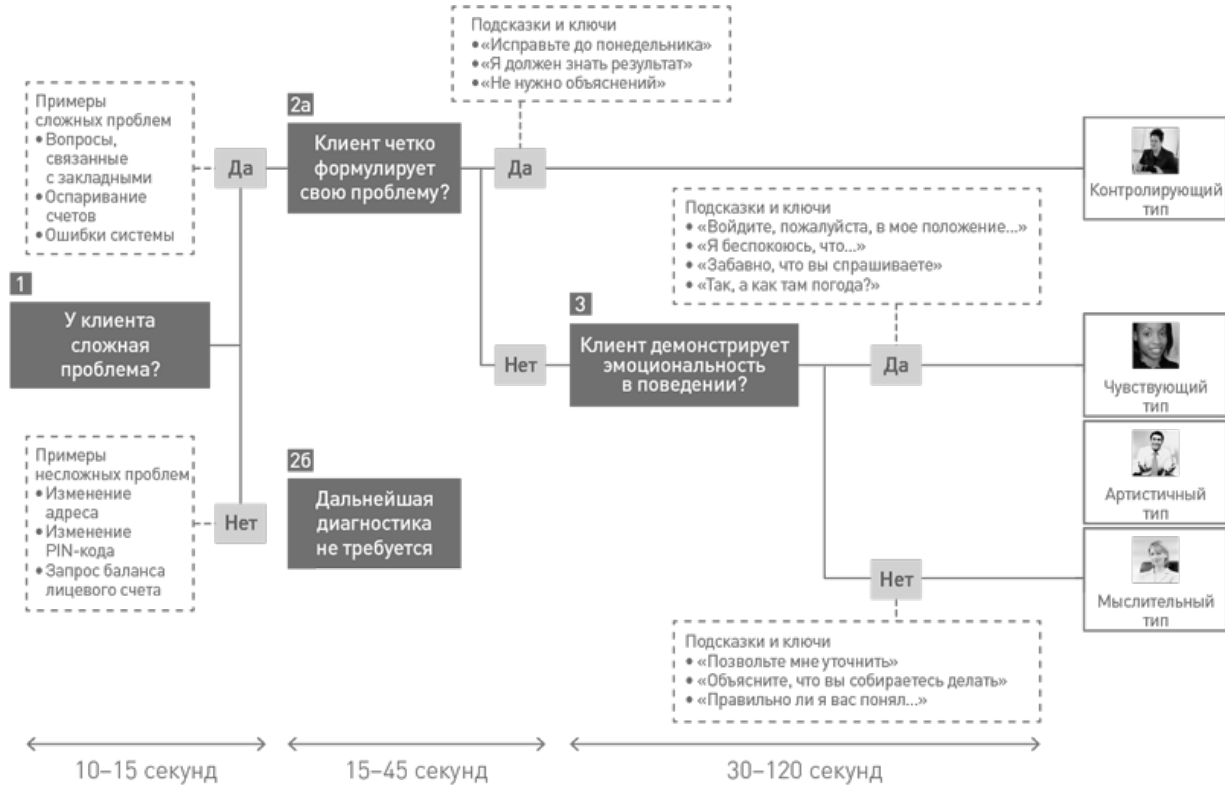 Подсказки и ключи
•«Исправьте до понедельника»
•«Я должен знать результат»
•«Не нужно объяснений»
Примеры
сложных проблем
•Вопросы,
связанные
с закладными
•Оспаривание
счетов
•Ошибки системы
Да
2а
Клиент четко
формулирует
свою проблему?
Да
Контролирующий
тип
Подсказки и ключи
• «Войдите, пожалуйста, в мое положение...»
• «Я беспокоюсь, что...»
• «Забавно, что вы спрашиваете»
• «Так, а как там погода?»
1
У клиента
сложная
проблема?
Нет
3
Клиент демонстрирует
эмоциональность
в поведении?
Да
Чувствующий
тип
Примеры
несложных проблем
•Изменение
адреса
•Изменение
PIN-кода
•Запрос баланса
лицевого счета
Нет
2б
Дальнейшая
диагностика
не требуется
Артистичный
тип
Нет
Мыслительный
тип
Подсказки и ключи
• «Позвольте мне уточнить»
• «Объясните, что вы собираетесь делать»
• «Правильно ли я вас понял...»
10–15 секунд
15–45 секунд
30–120 секунд